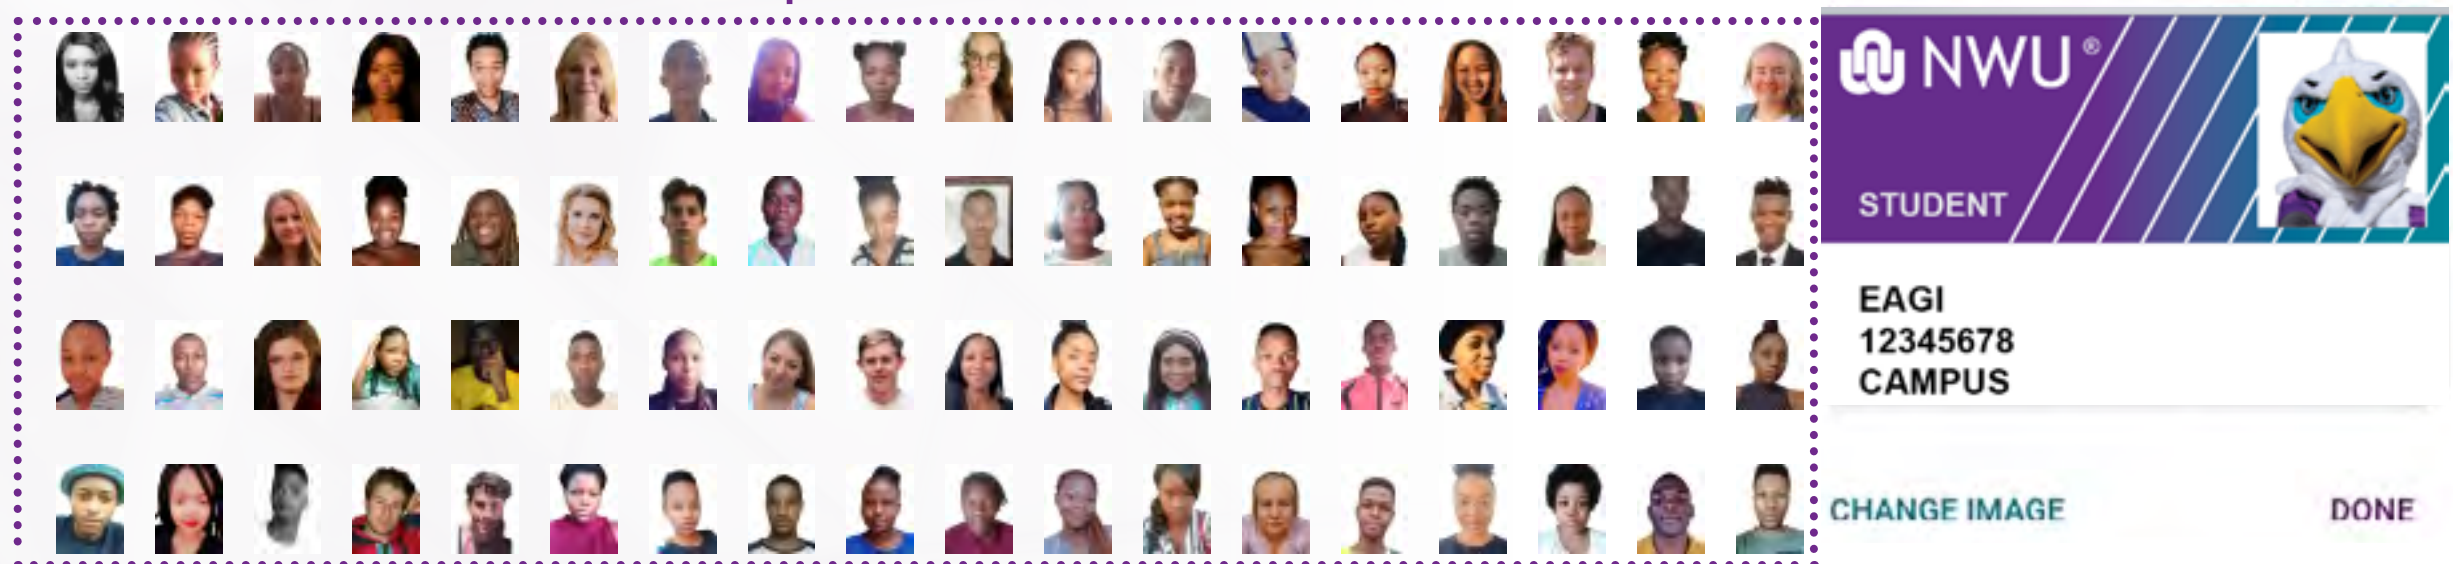 NWU®
STUDENT
EAGI
12345678
CAMPUS
CHANGE IMAGE
DONE